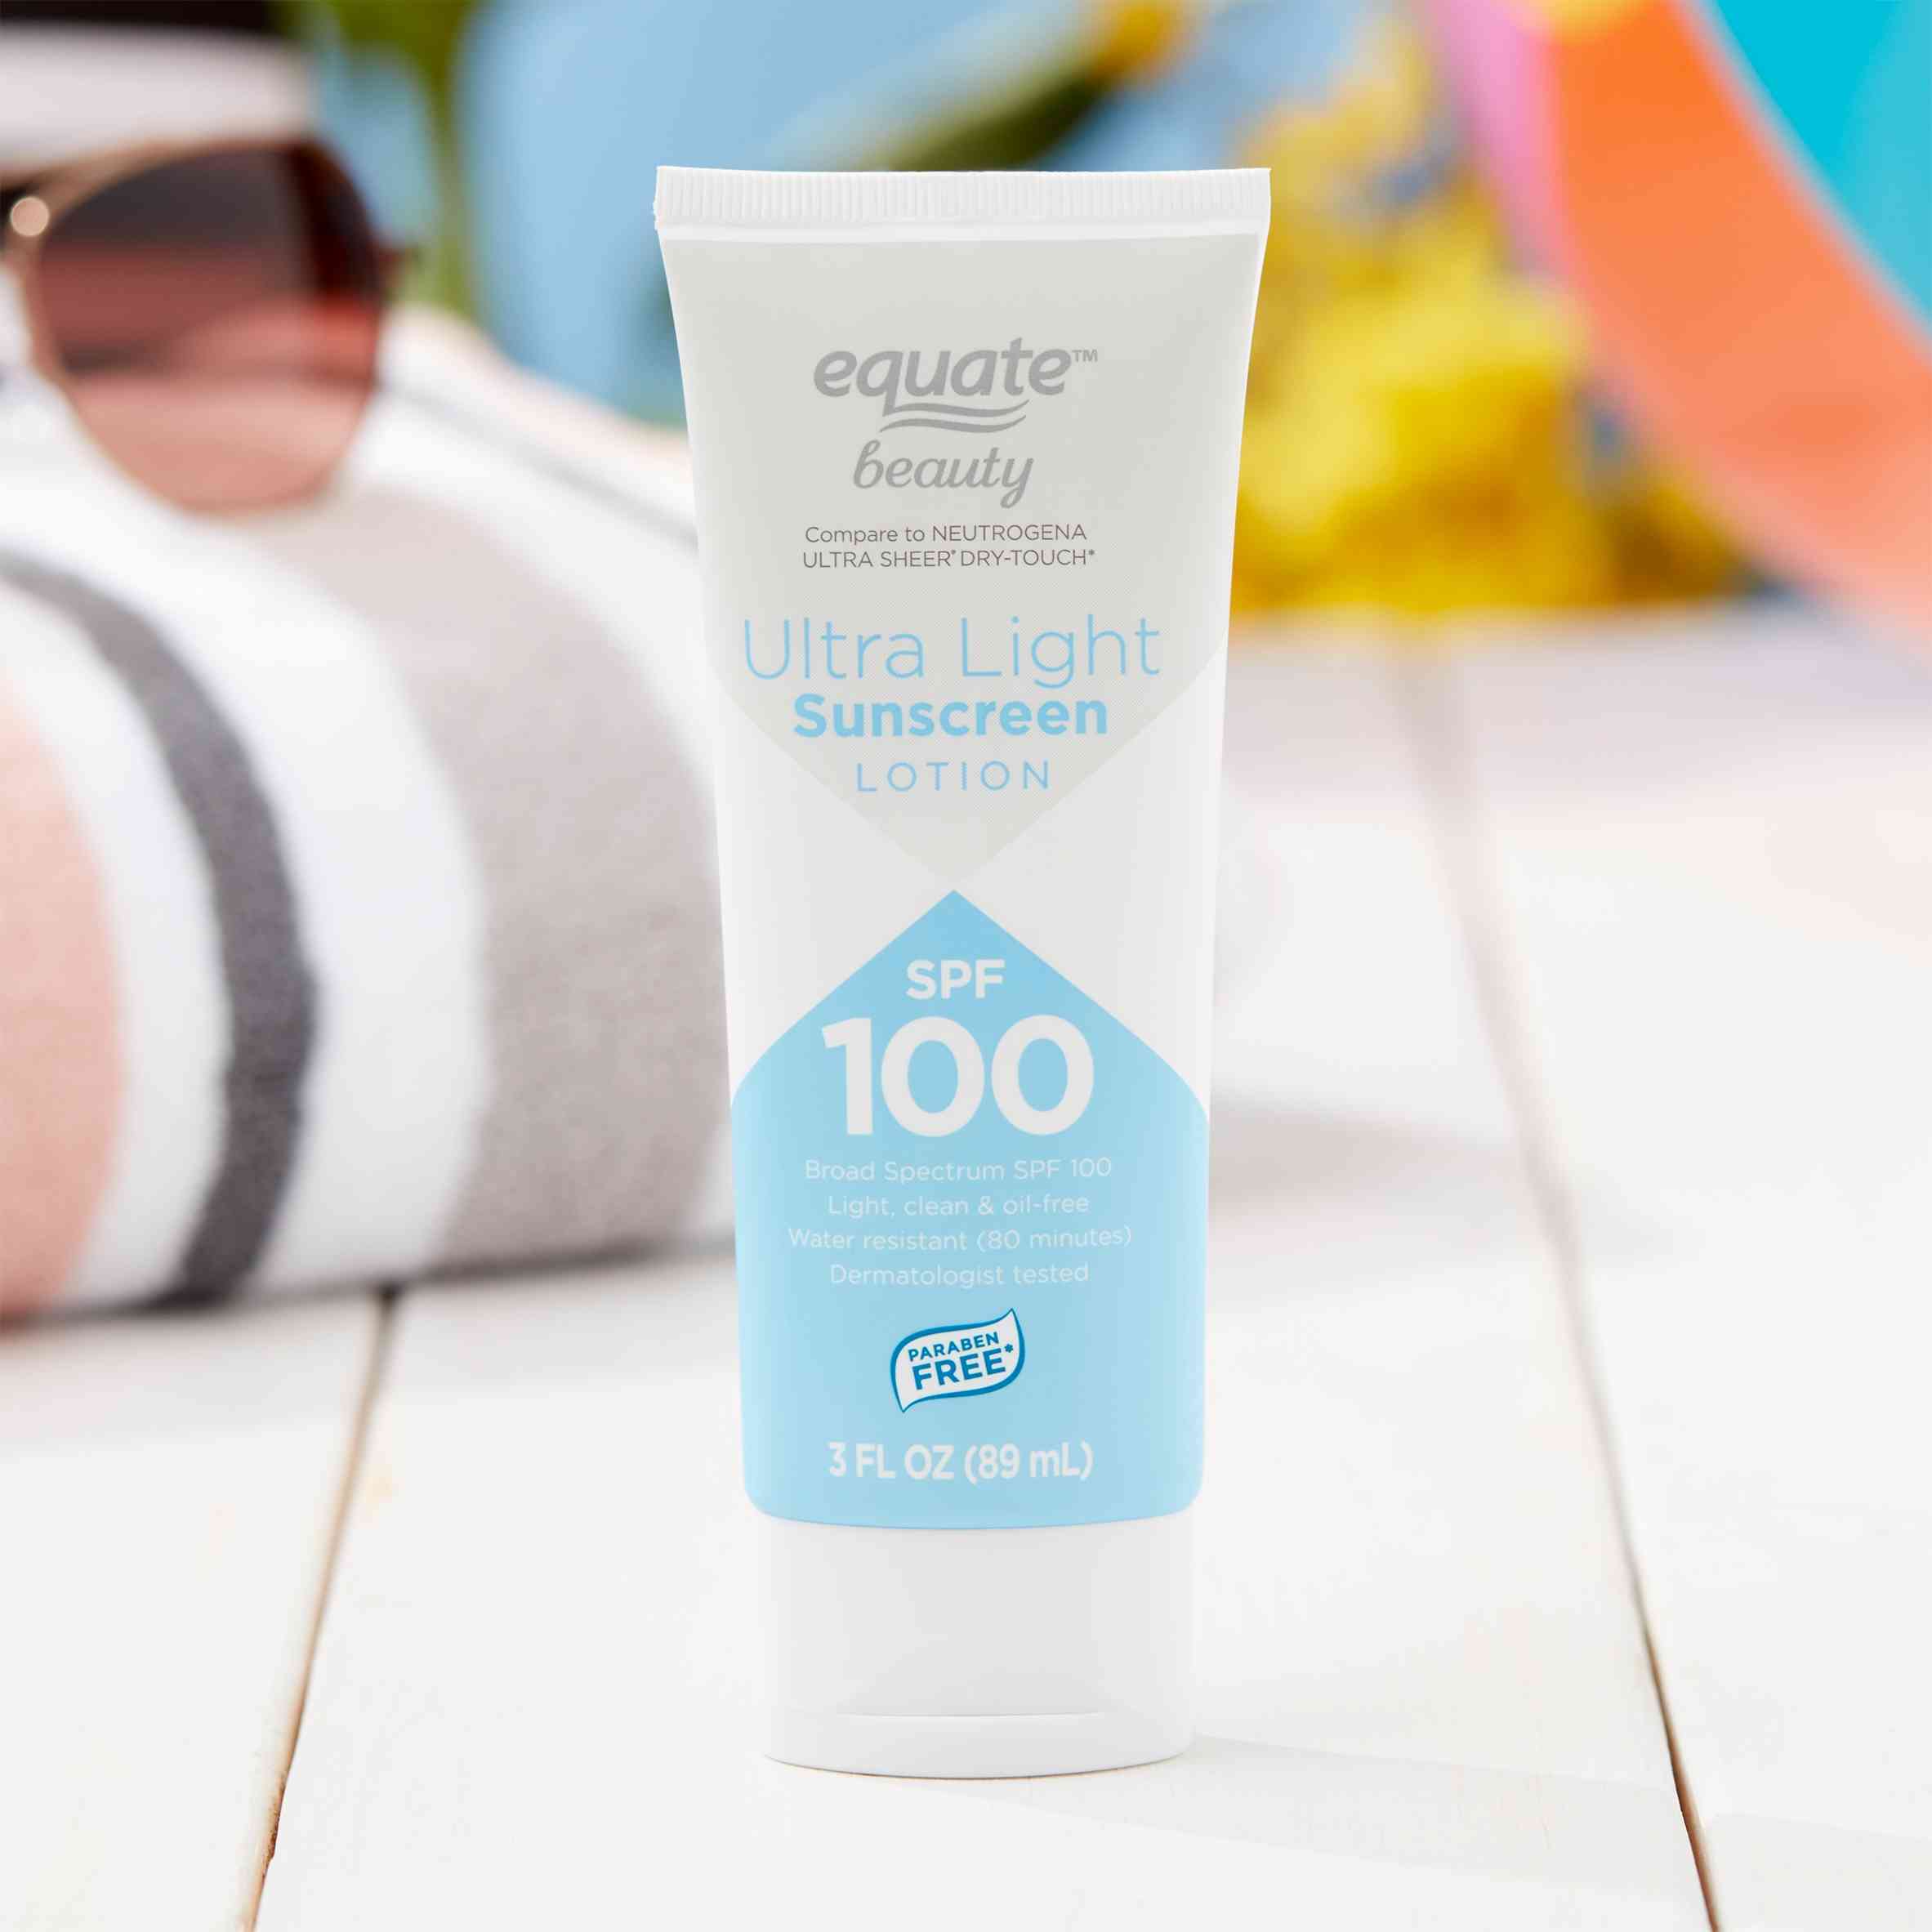 equate™
beauty
Compare to NEUTROGENA
ULTRA SHEER® DRY-TOUCH*
Ultra Light
Sunscreen
LOTION
SPF
100
Broad Spectrum SPF 100
Light, clean & oil-free
Water resistant (80 minutes)
Dermatologist tested
PARABEN
FREE*
3 FL OZ (89 mL)